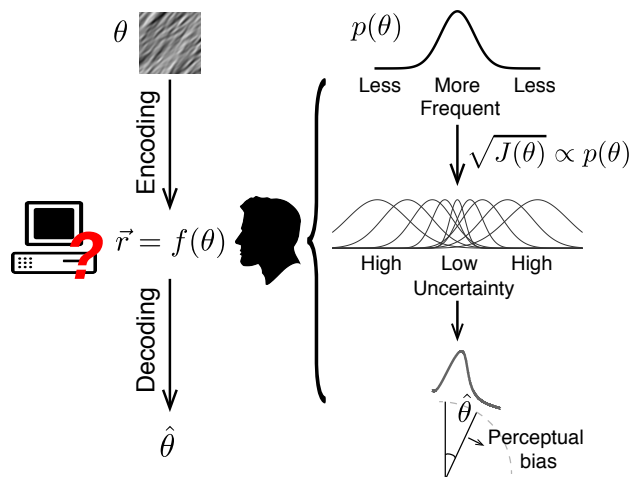 θ
Encoding
r⃗ = f(θ)
?
Decoding
θ̂
p(θ)
Less More Less
Frequent
√J(θ) ∝ p(θ)
High Low High
Uncertainty
θ̂
Perceptual
bias